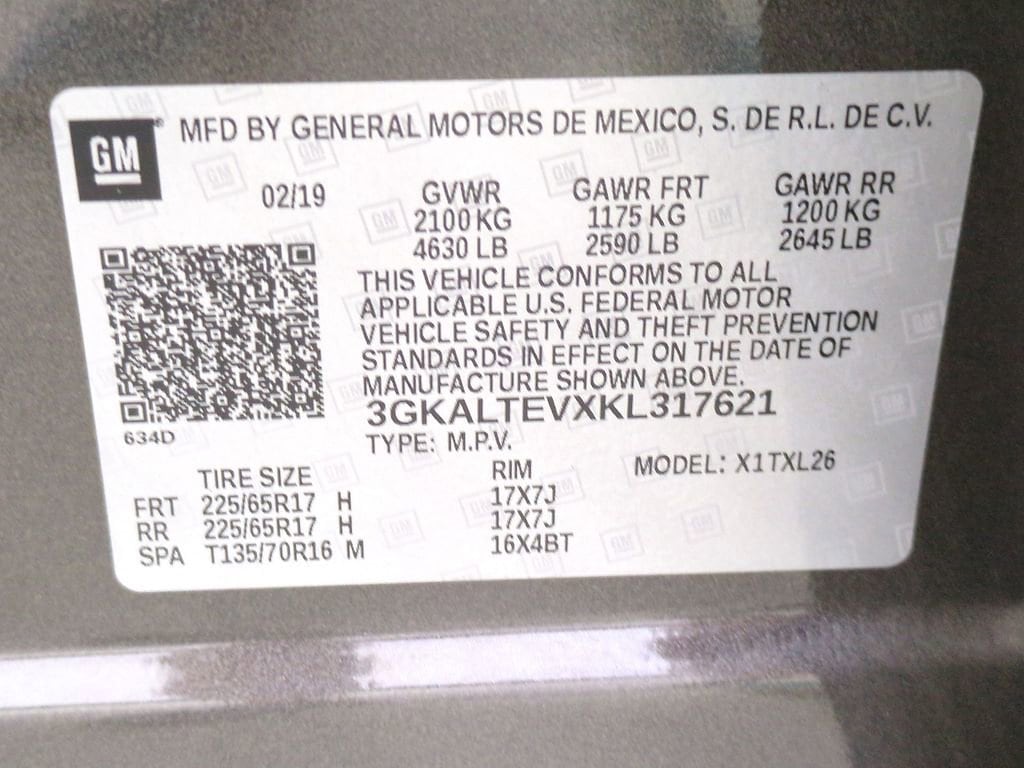 GM
MFD BY GENERAL MOTORS DE MEXICO, S. DE R.L. DE C.V.
02/19 GVWR GAWR FRT GAWR RR
2100 KG 1175 KG 1200 KG
4630 LB 2590 LB 2645 LB
THIS VEHICLE CONFORMS TO ALL
APPLICABLE U.S. FEDERAL MOTOR
VEHICLE SAFETY AND THEFT PREVENTION
STANDARDS IN EFFECT ON THE DATE OF
MANUFACTURE SHOWN ABOVE.
3GKALTEVXKL317621
634D
TYPE: M.P.V.
TIRE SIZE RIM MODEL: X1TXL26
FRT 225/65R17 H 17X7J
RR 225/65R17 H 17X7J
SPA T135/70R16 M 16X4BT